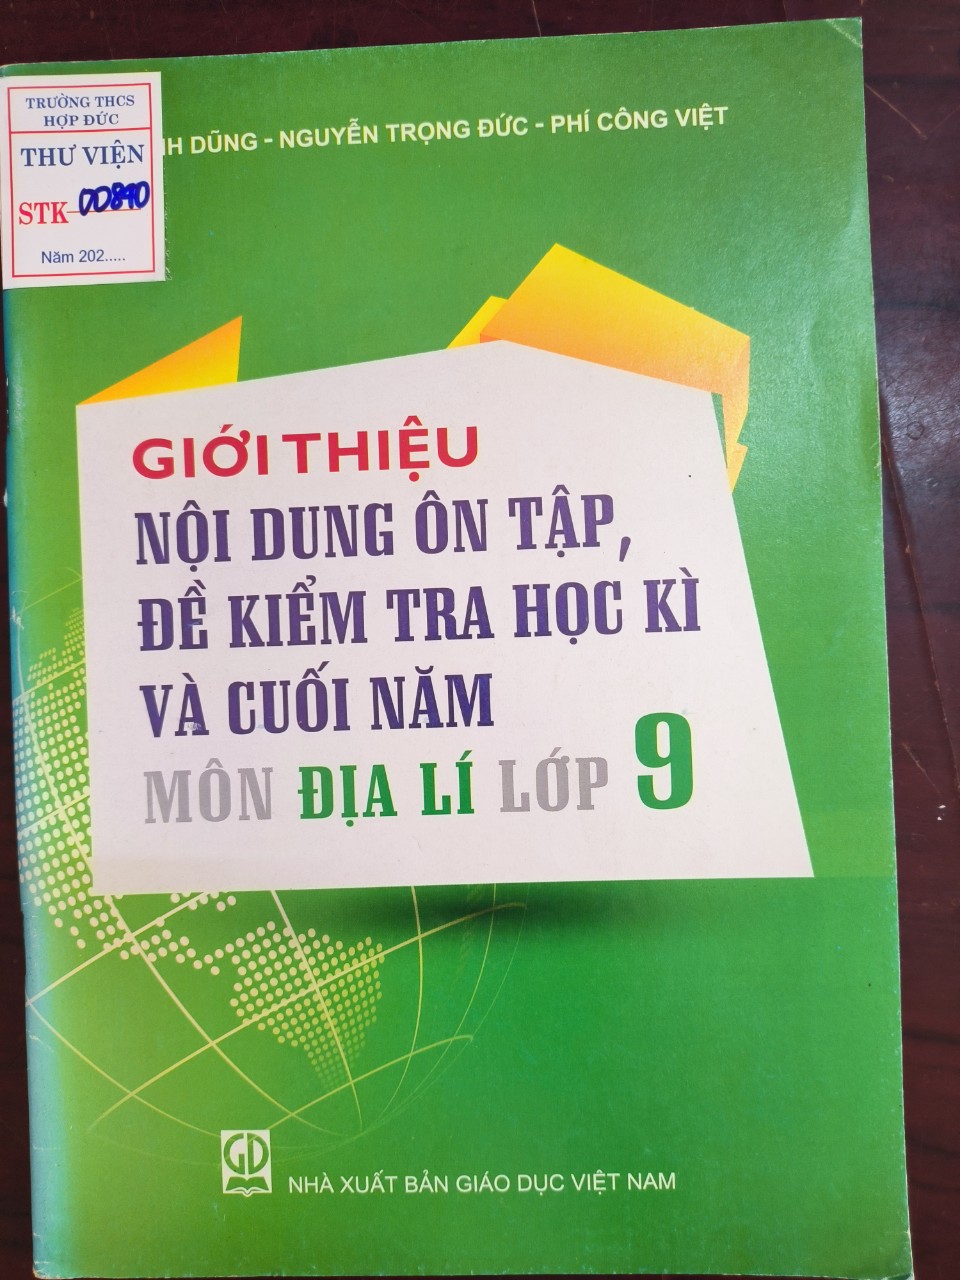 TRƯỜNG THCS
HỢP ĐỨC
THƯ VIỆN
STK 00890
Năm 202.....
DŨNG - NGUYỄN TRỌNG ĐỨC - PHÍ CÔNG VIỆT
GIỚI THIỆU
NỘI DUNG ÔN TẬP,
ĐỀ KIỂM TRA HỌC KÌ
VÀ CUỐI NĂM
MÔN ĐỊA LÍ LỚP 9
GD
NHÀ XUẤT BẢN GIÁO DỤC VIỆT NAM